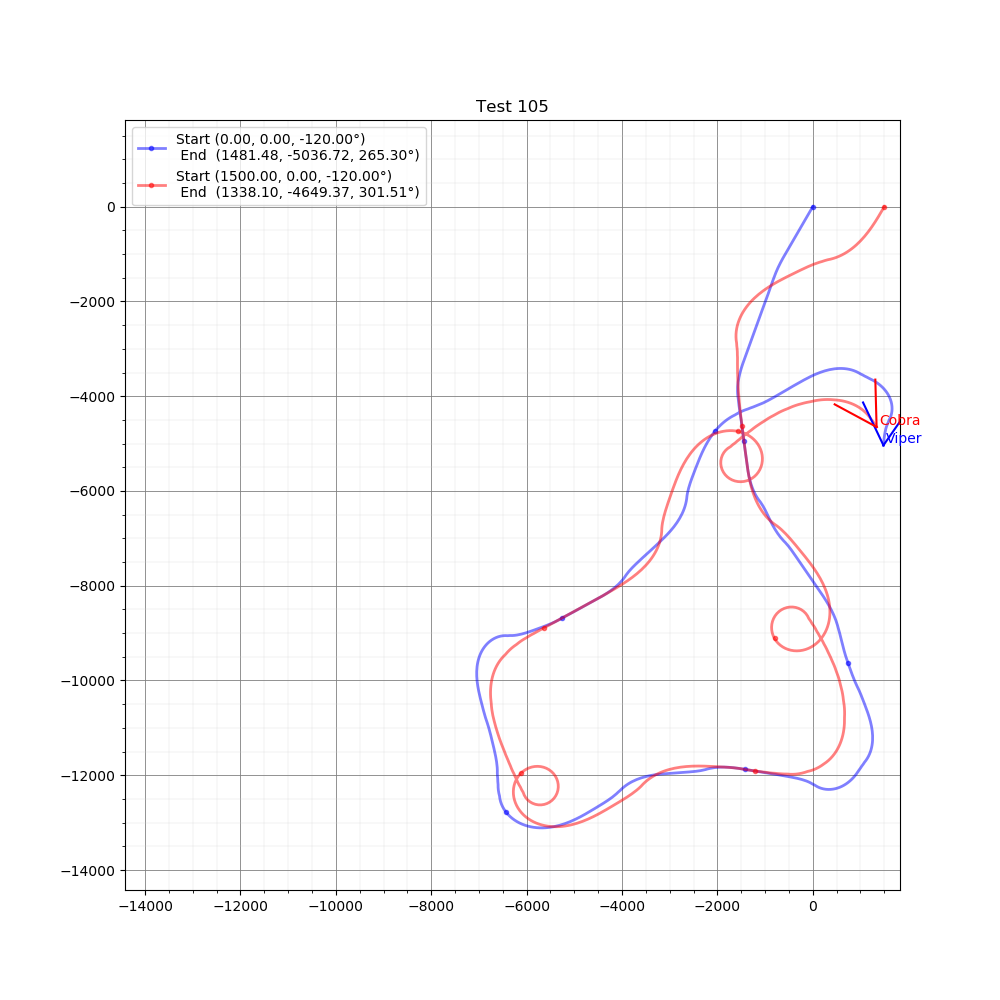 Test 105
Start (0.00, 0.00, -120.00°)
End  (1481.48, -5036.72, 265.30°)
Start (1500.00, 0.00, -120.00°)
End  (1338.10, -4649.37, 301.51°)
0
−2000
−4000
−6000
−8000
−10000
−12000
−14000
Cobra
Viper
−14000 −12000 −10000 −8000 −6000 −4000 −2000 0